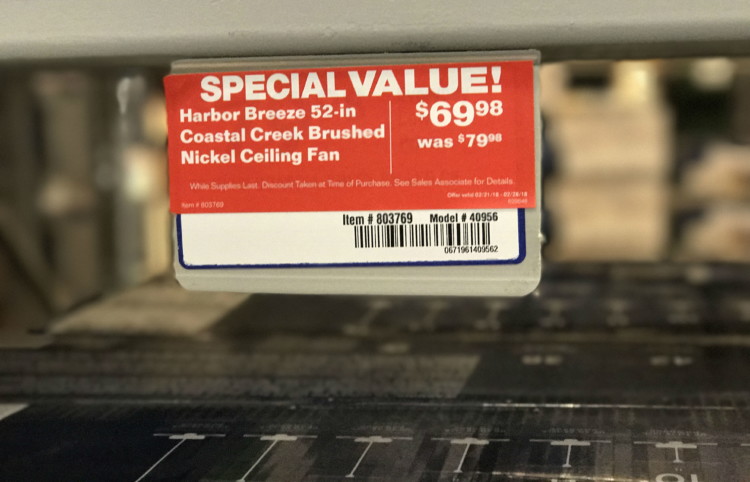 SPECIAL VALUE!
Harbor Breeze 52-in
Coastal Creek Brushed
Nickel Ceiling Fan
$69.98
was $79.98
While Supplies Last. Discount Taken at Time of Purchase. See Sales Associate for Details.
Item # 803769
Item # 803769 Model # 40956
0671961409562